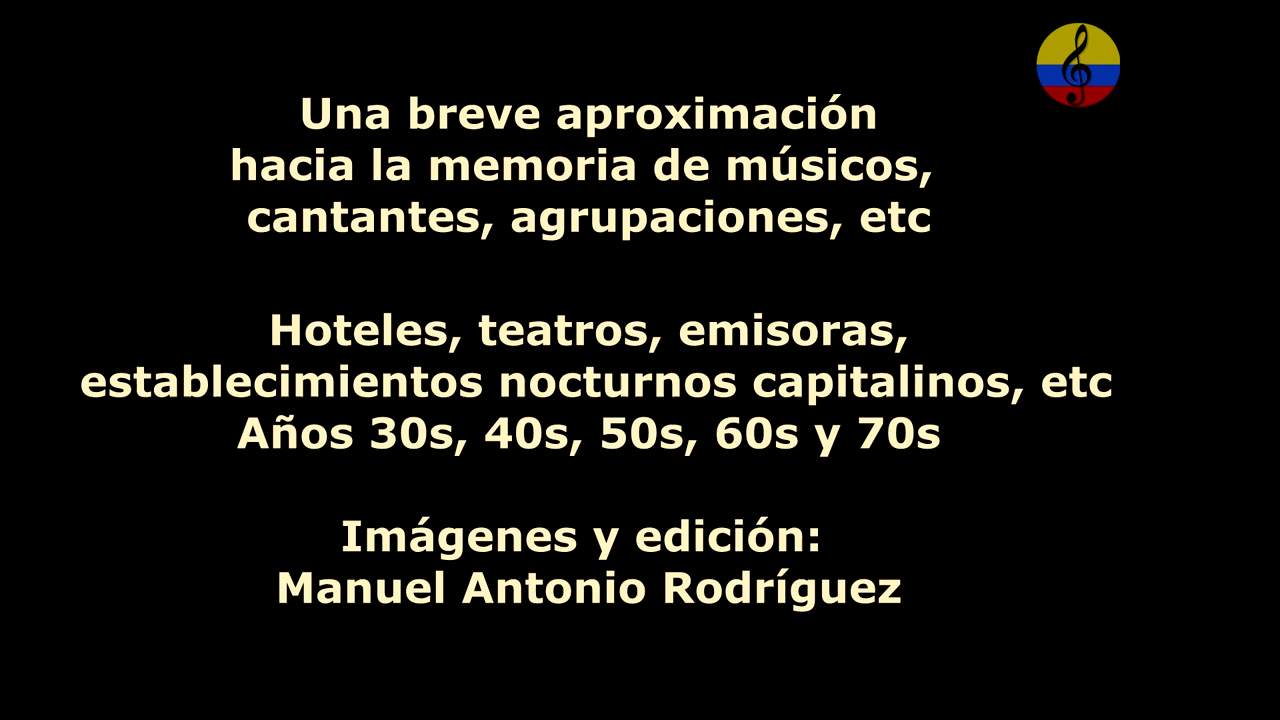 Una breve aproximación
hacia la memoria de músicos,
cantantes, agrupaciones, etc
Hoteles, teatros, emisoras,
establecimientos nocturnos capitalinos, etc
Años 30s, 40s, 50s, 60s y 70s
Imágenes y edición:
Manuel Antonio Rodríguez